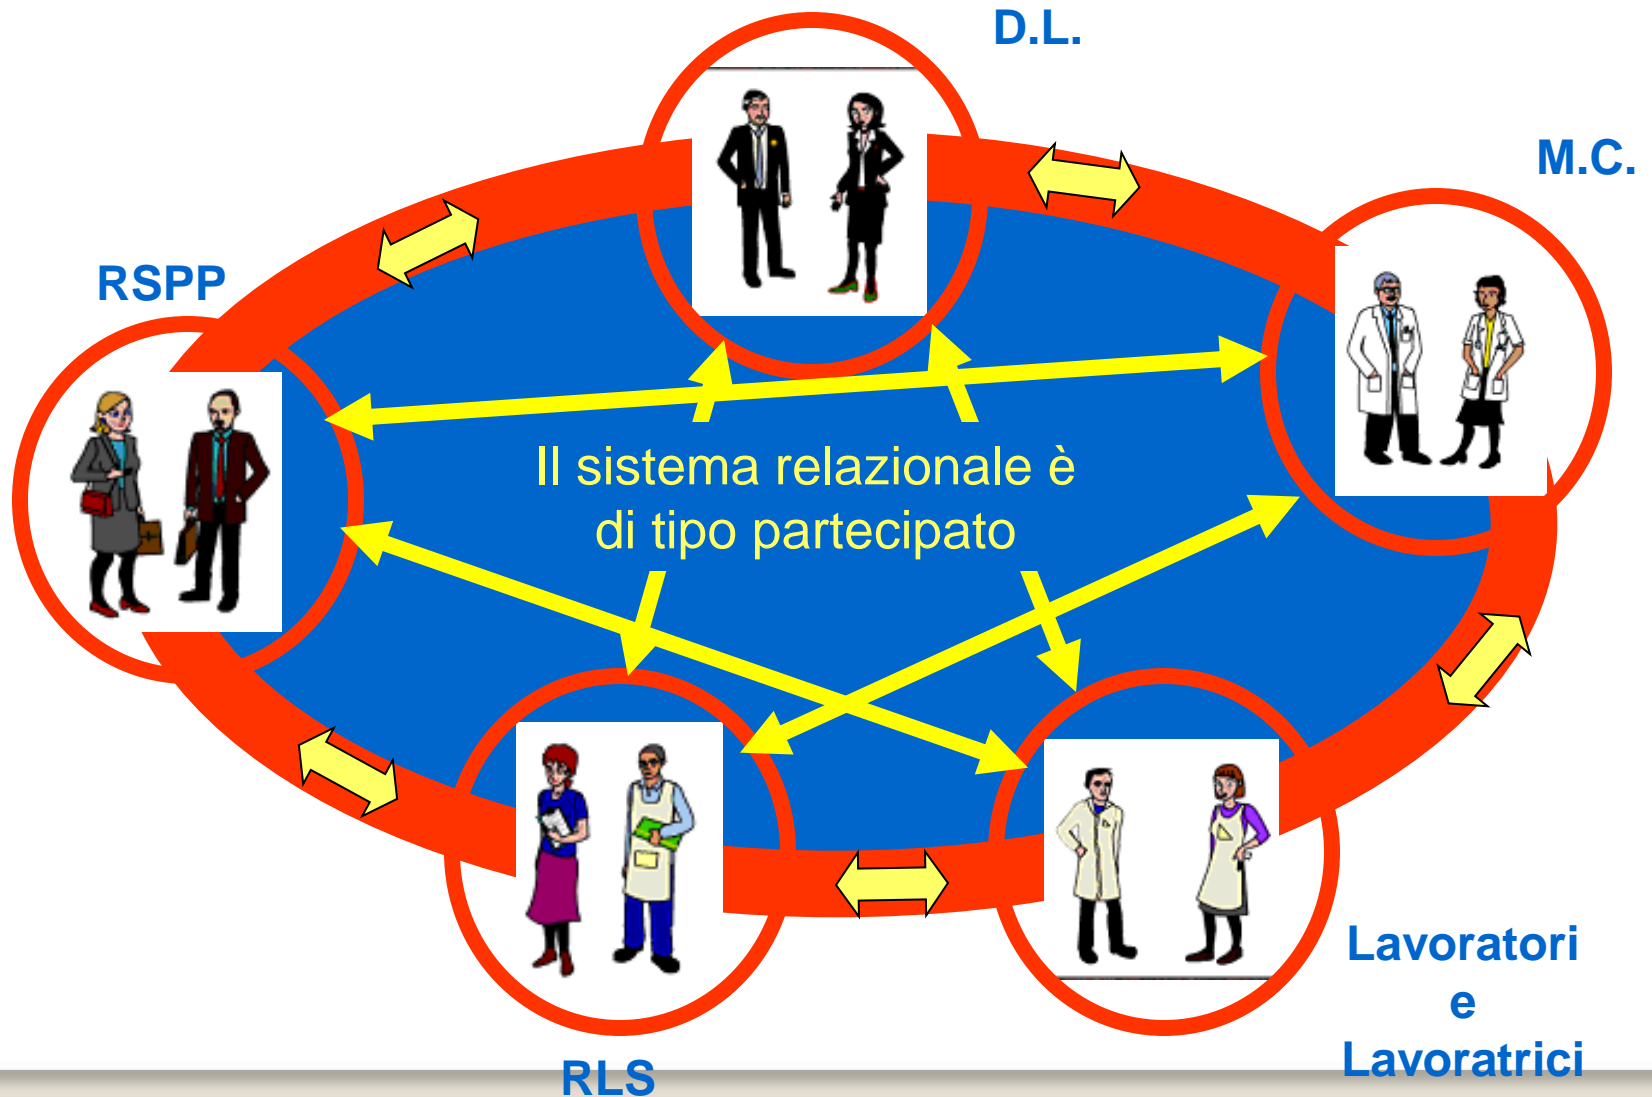 D.L.
M.C.
RSPP
Il sistema relazionale è
di tipo partecipato
Lavoratori
e
Lavoratrici
RLS